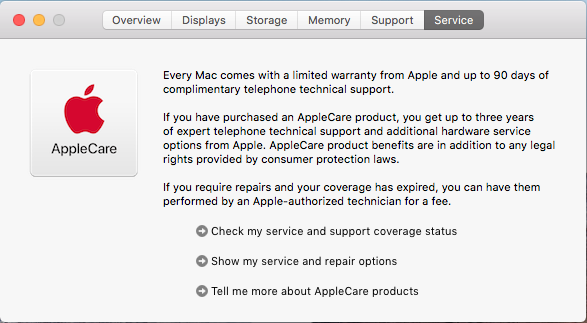 Overview Displays Storage Memory Support Service
Every Mac comes with a limited warranty from Apple and up to 90 days of
complimentary telephone technical support.
If you have purchased an AppleCare product, you get up to three years
of expert telephone technical support and additional hardware service
options from Apple. AppleCare product benefits are in addition to any legal
rights provided by consumer protection laws.
AppleCare
If you require repairs and your coverage has expired, you can have them
performed by an Apple-authorized technician for a fee.
Check my service and support coverage status
Show my service and repair options
Tell me more about AppleCare products